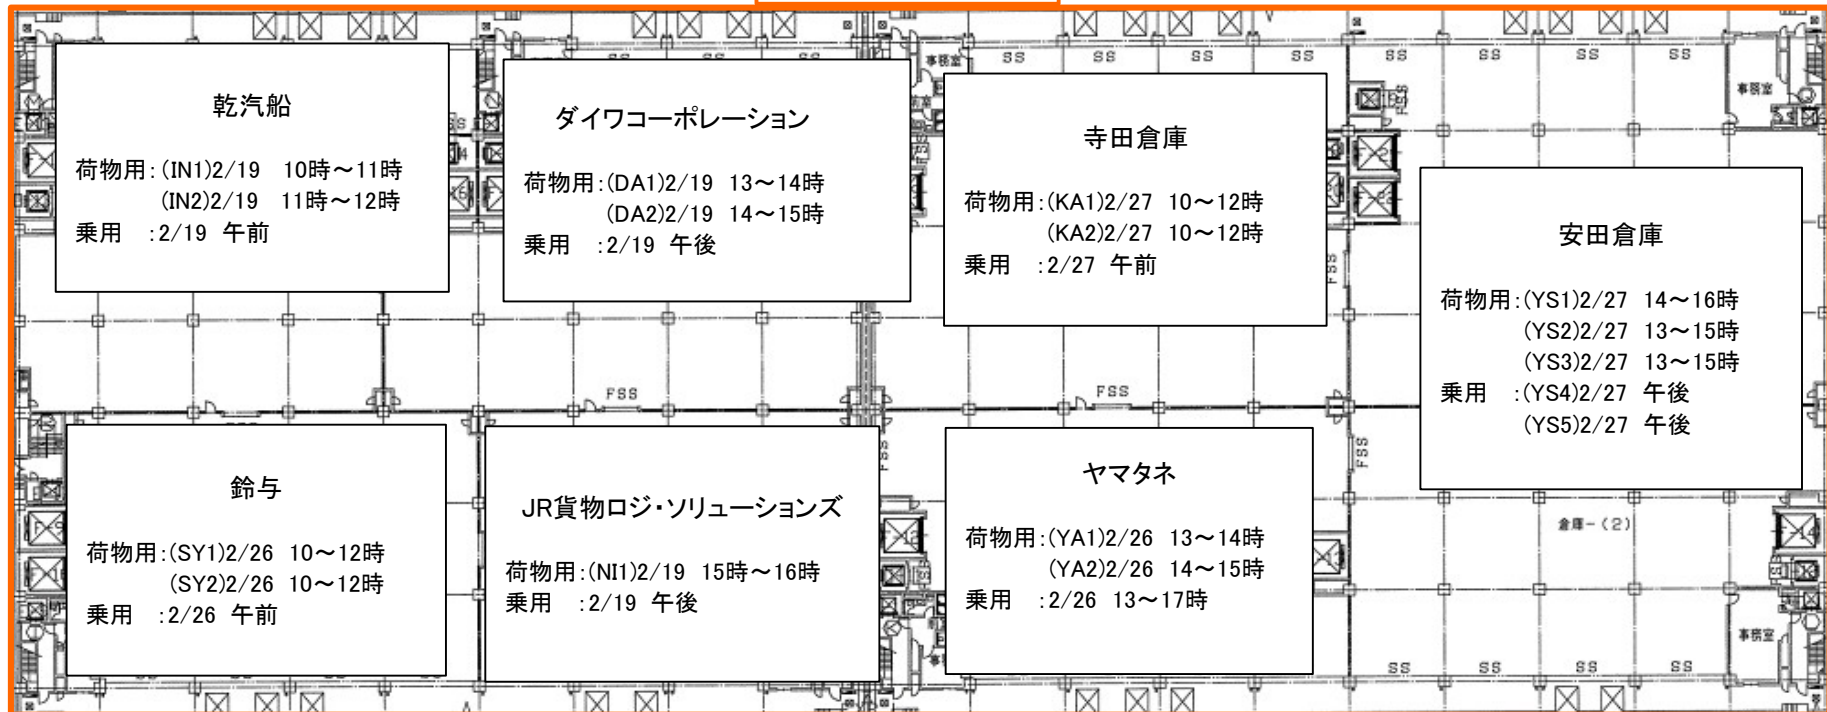 乾汽船
荷物用:(IN1)2/19 10時～11時
(IN2)2/19 11時～12時
乗用 :2/19 午前
ダイワコーポレーション
荷物用:(DA1)2/19 13～14時
(DA2)2/19 14～15時
乗用 :2/19 午後
寺田倉庫
荷物用:(KA1)2/27 10～12時
(KA2)2/27 10～12時
乗用 :2/27 午前
安田倉庫
荷物用:(YS1)2/27 14～16時
(YS2)2/27 13～15時
(YS3)2/27 13～15時
乗用 :(YS4)2/27 午後
(YS5)2/27 午後
鈴与
荷物用:(SY1)2/26 10～12時
(SY2)2/26 10～12時
乗用 :2/26 午前
JR貨物ロジ・ソリューションズ
荷物用:(NI1)2/19 15時～16時
乗用 :2/19 午後
ヤマタネ
荷物用:(YA1)2/26 13～14時
(YA2)2/26 14～15時
乗用 :2/26 13～17時
事務室
SS
SS
SS
SS
SS
SS
SS
SS
事務室
FSS
FSS
FSS
FSS
FSS
FSS
倉庫-(2)
事務室
SS
SS
SS
SS